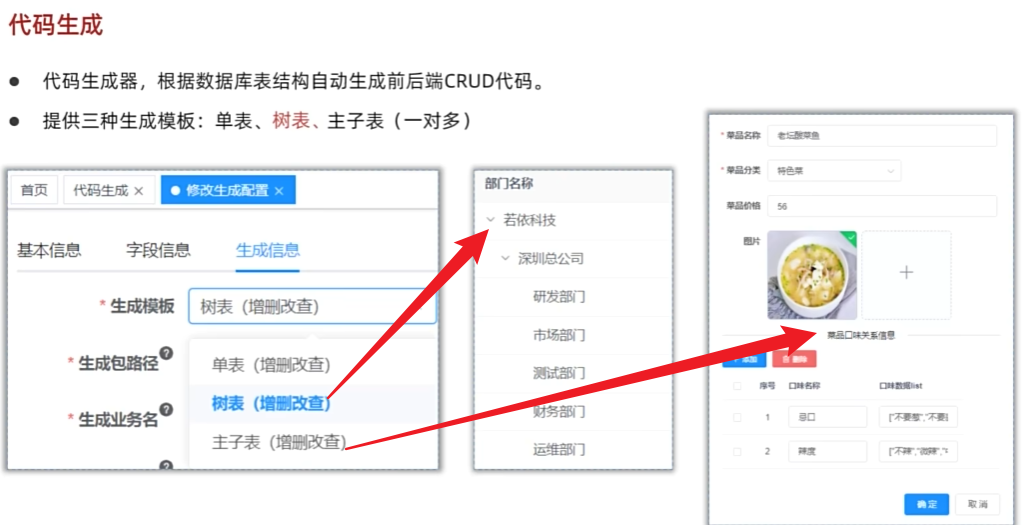 代码生成
● 代码生成器，根据数据库表结构自动生成前后端CRUD代码。
● 提供三种生成模板：单表、树表、主子表（一对多）
首页 代码生成 × ● 修改生成配置 ×
基本信息 字段信息 生成信息
* 生成模板 树表（增删改查）
* 生成包路径 ?
* 生成业务名 ?
?
单表（增删改查）
树表（增删改查）
主子表（增删改查）
部门名称
若依科技
深圳总公司
研发部门
市场部门
测试部门
财务部门
运维部门
* 菜品名称 老坛酸菜鱼
* 菜品分类 特色菜
菜品价格 56
图片
+
菜品口味关系信息
添加 删除
序号 口味名称 口味数据list
1 忌口 ["不要葱","不要
2 辣度 ["不辣","微辣","
确定 取消